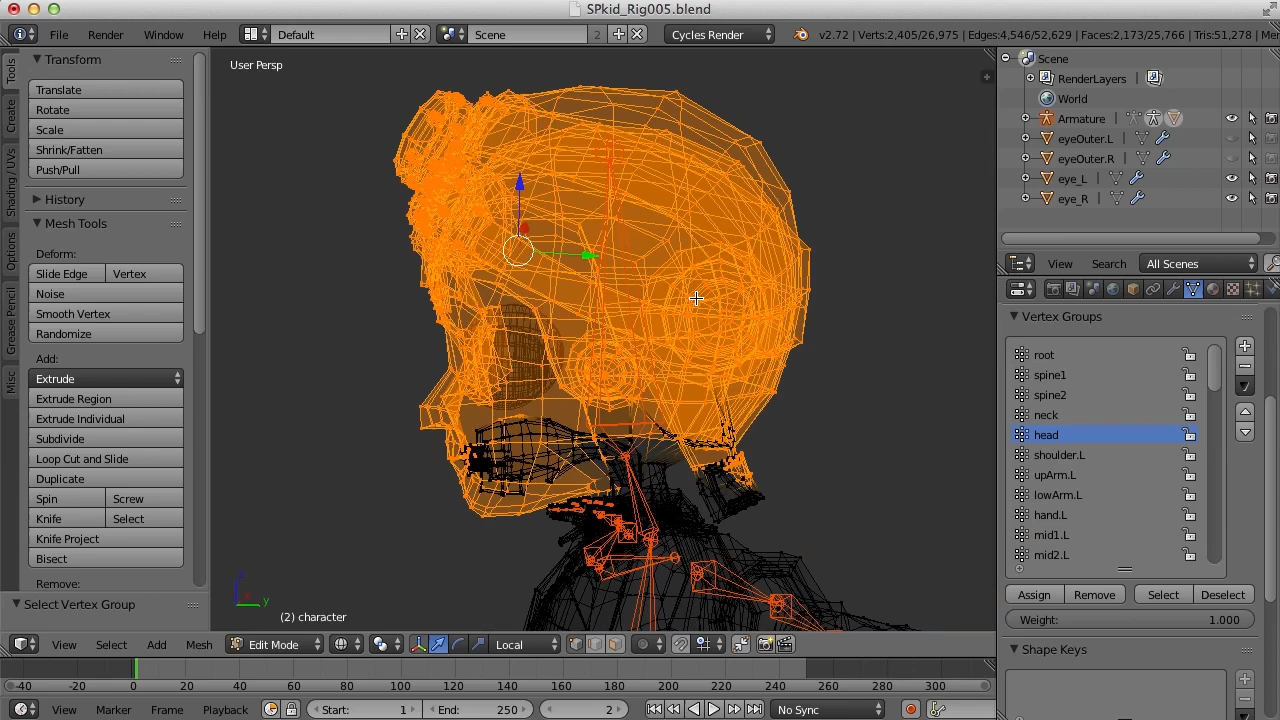 SPkid_Rig005.blend
File Render Window Help Default Scene 2 Cycles Render v2.72 | Verts:2,405/26,975 | Edges:4,546/52,629 | Faces:2,173/25,766 | Tris:51,278 |
Tools
Create
Shading / UVs
Options
Grease Pencil
Misc
Transform
Translate
Rotate
Scale
Shrink/Fatten
Push/Pull
History
Mesh Tools
Deform:
Slide Edge Vertex
Noise
Smooth Vertex
Randomize
Add:
Extrude
Extrude Region
Extrude Individual
Subdivide
Loop Cut and Slide
Duplicate
Spin Screw
Knife Select
Knife Project
Bisect
Remove:
Select Vertex Group
User Persp
y
(2) character
Scene
RenderLayers
World
Armature
eyeOuter.L
eyeOuter.R
eye_L
eye_R
View Search All Scenes
Vertex Groups
root
spine1
spine2
neck
head
shoulder.L
upArm.L
lowArm.L
hand.L
mid1.L
mid2.L
Assign Remove Select Deselect
Weight: 1.000
Shape Keys
View Select Add Mesh Edit Mode Local
-40 -20 0 20 40 60 80 100 120 140 160 180 200 220 240 260 280 300
View Marker Frame Playback Start: 1 End: 250 2 No Sync